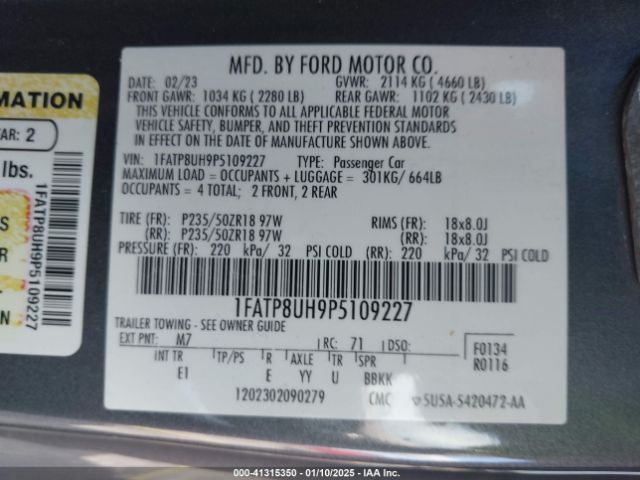 MFD. BY FORD MOTOR CO.
DATE: 02/23 GVWR: 2114 KG ( 4660 LB)
FRONT GAWR: 1034 KG ( 2280 LB) REAR GAWR: 1102 KG ( 2430 LB)
THIS VEHICLE CONFORMS TO ALL APPLICABLE FEDERAL MOTOR
VEHICLE SAFETY, BUMPER, AND THEFT PREVENTION STANDARDS
IN EFFECT ON THE DATE OF MANUFACTURE SHOWN ABOVE.
VIN: 1FATP8UH9P5109227 TYPE: Passenger Car
MAXIMUM LOAD = OCCUPANTS + LUGGAGE = 301KG/ 664LB
OCCUPANTS = 4 TOTAL; 2 FRONT, 2 REAR
TIRE (FR): P235/50ZR18 97W RIMS (FR): 18x8.0J
(RR): P235/50ZR18 97W (RR): 18x8.0J
PRESSURE (FR): 220 kPa/ 32 PSI COLD (RR): 220 kPa/ 32 PSI COLD
1FATP8UH9P5109227
TRAILER TOWING - SEE OWNER GUIDE
EXT PNT: M7 RC: 71 DSO: F0134
INT TR TP/PS R AXLE TR SPR R0116
E1 E YY U BBKK
1202302090279 CMC 5USA-5420472-AA
RMATION
AR: 2
lbs.
S
R
N
1FATP8UH9P5109227
000-41315350 - 01/10/2025 - IAA Inc.